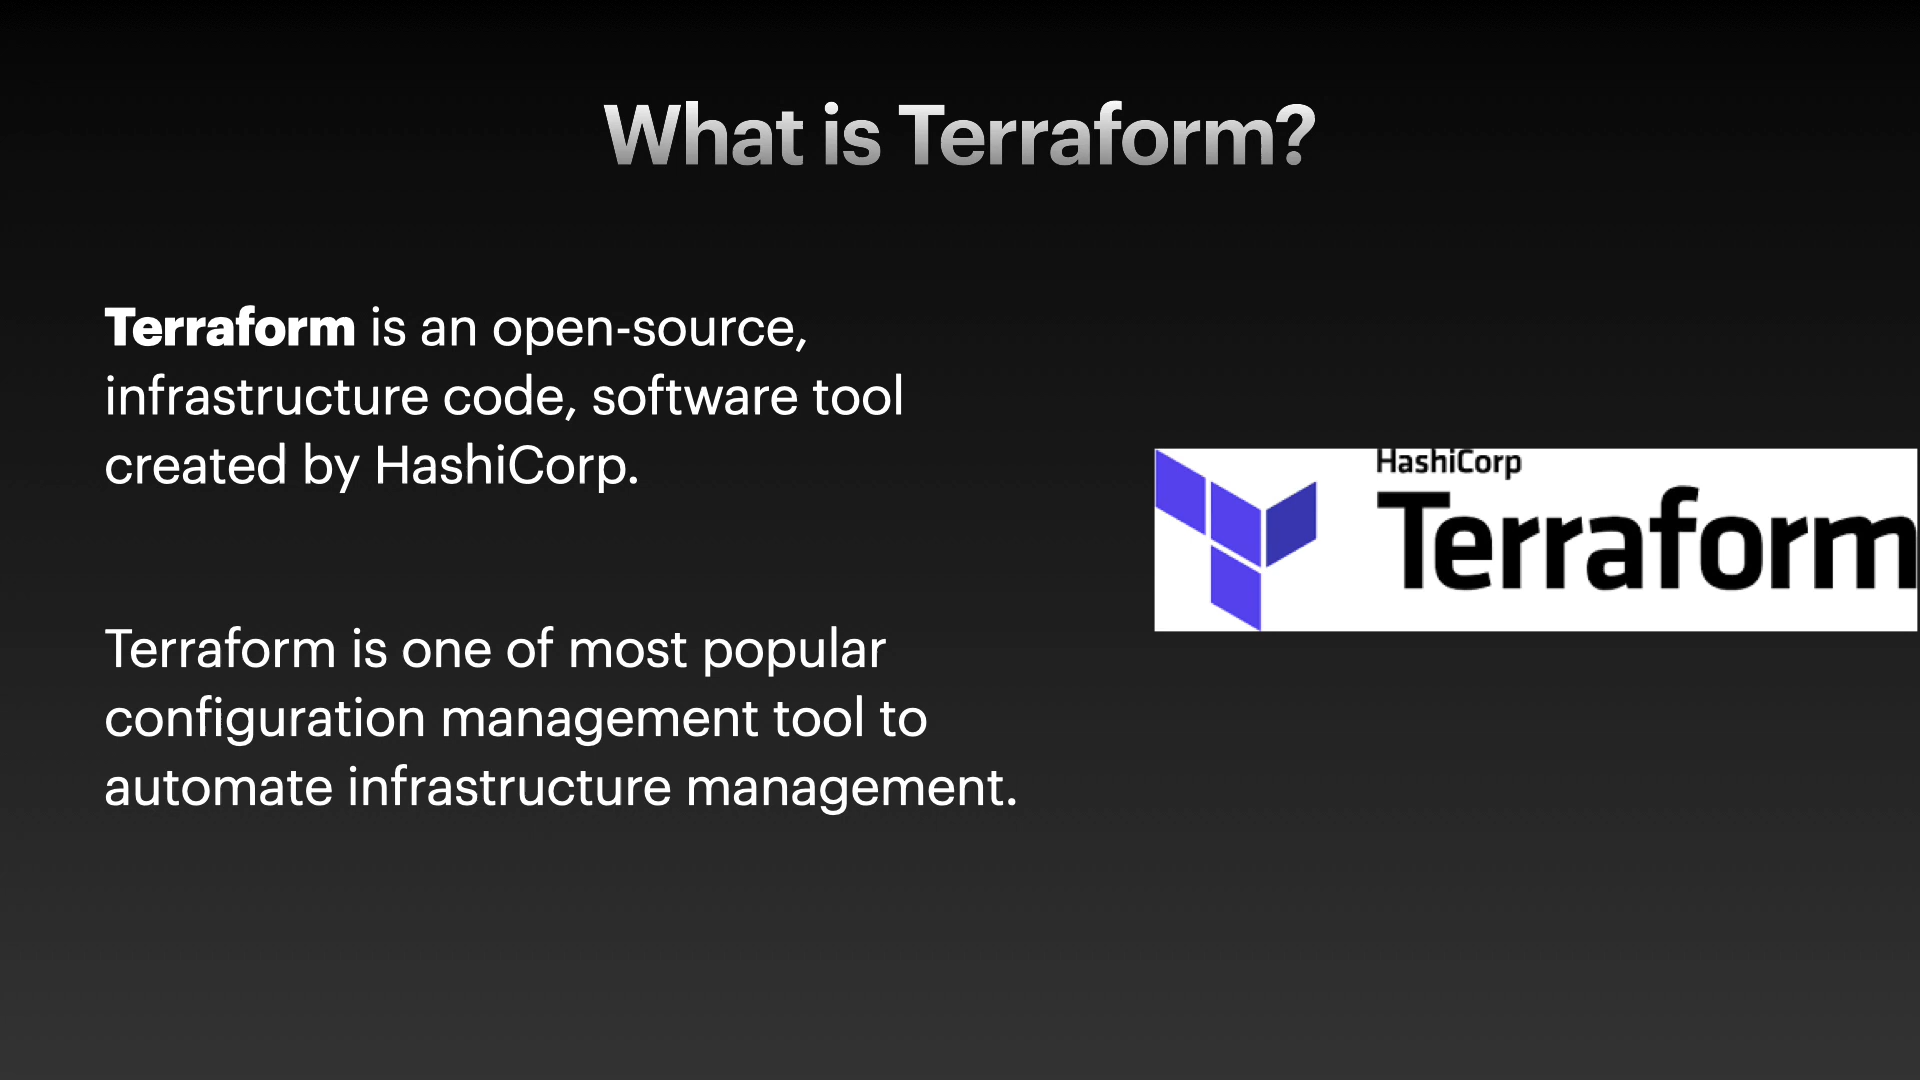 What is Terraform?
Terraform is an open-source,
infrastructure code, software tool
created by HashiCorp.
HashiCorp
Terraform
Terraform is one of most popular
configuration management tool to
automate infrastructure management.